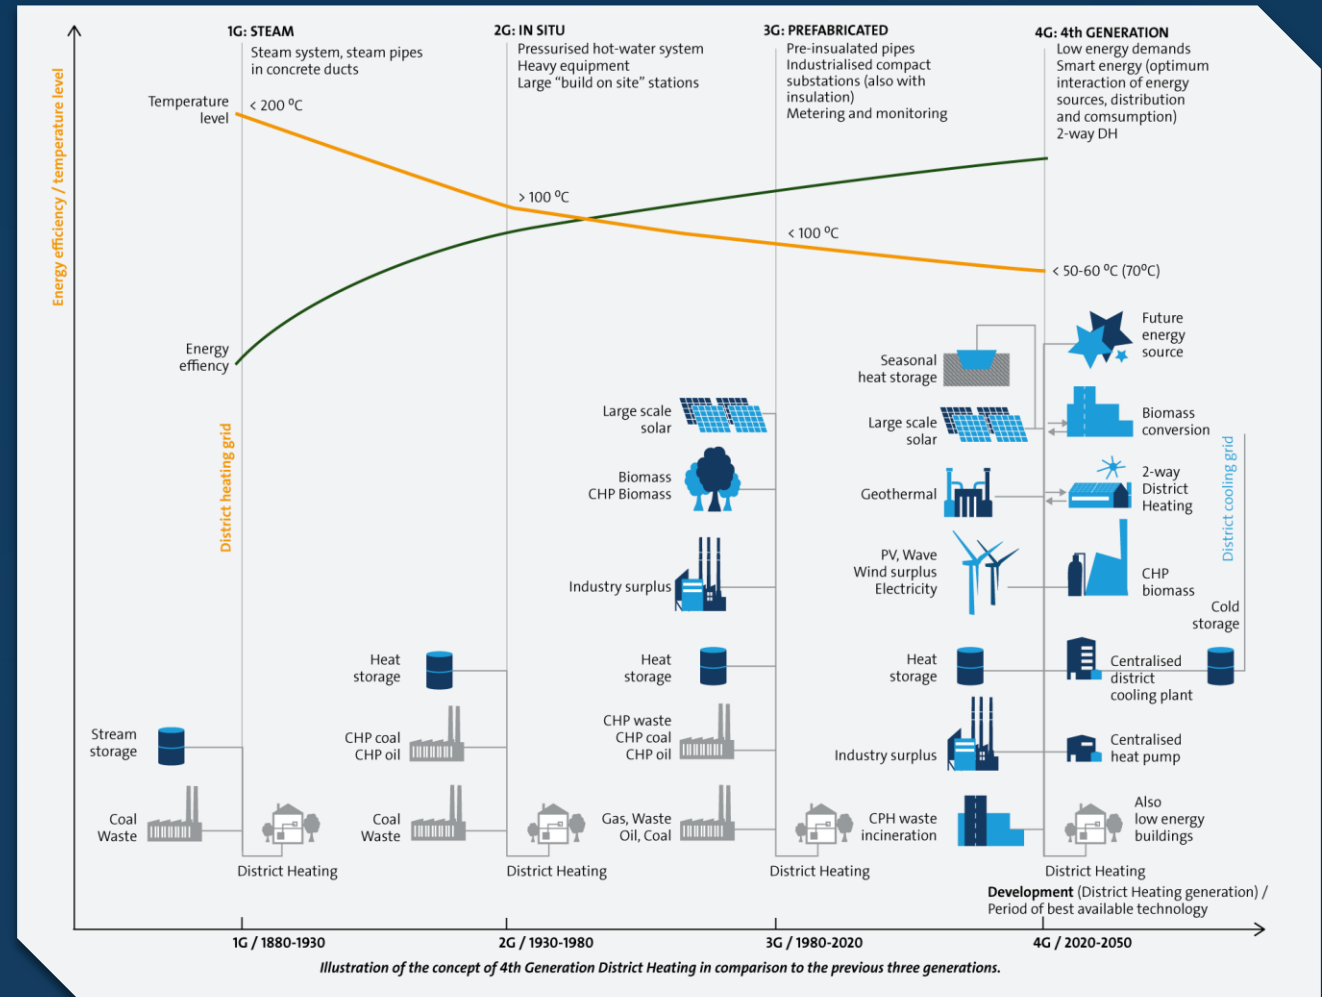 1G: STEAM
Steam system, steam pipes
in concrete ducts
2G: IN SITU
Pressurised hot-water system
Heavy equipment
Large “build on site” stations
3G: PREFABRICATED
Pre-insualated pipes
Industrialised compact
substations (also with
insulation)
Metering and monitoring
4G: 4th GENERATION
Low energy demands
Smart energy (optimum
interaction of energy
sources, distribution
and comsumption)
2-way DH
Energy efficiency / temperature level
Temperature
level
< 200 ⁰C
> 100 ⁰C
< 100 ⁰C
< 50-60 ⁰C (70⁰C)
Energy
effiency
District heating grid
Stream
storage
Coal
Waste
District Heating
Heat
storage
CHP coal
CHP oil
Coal
Waste
District Heating
Large scale
solar
Biomass
CHP Biomass
Industry surplus
Heat
storage
CHP waste
CHP coal
CHP oil
Gas, Waste
Oil, Coal
District Heating
Seasonal
heat storage
Large scale
solar
Geothermal
PV, Wave
Wind surplus
Electricity
Heat
storage
Industry surplus
CPH waste
incineration
Future
energy
source
Biomass
conversion
2-way
District
Heating
CHP
biomass
District cooling grid
Cold
storage
Centralised
district
cooling plant
Centralised
heat pump
Also
low energy
buildings
District Heating
Development (District Heating generation) /
Period of best available technology
1G / 1880-1930
2G / 1930-1980
3G / 1980-2020
4G / 2020-2050
Illustration of the concept of 4th Generation District Heating in comparison to the previous three generations.